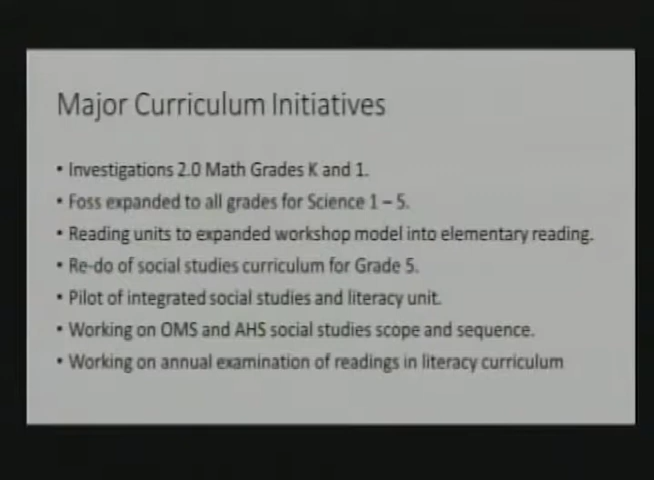 Major Curriculum Initiatives
• Investigations 2.0 Math Grades K and 1.
• Foss expanded to all grades for Science 1 – 5.
• Reading units to expanded workshop model into elementary reading.
• Re-do of social studies curriculum for Grade 5.
• Pilot of integrated social studies and literacy unit.
• Working on OMS and AHS social studies scope and sequence.
• Working on annual examination of readings in literacy curriculum